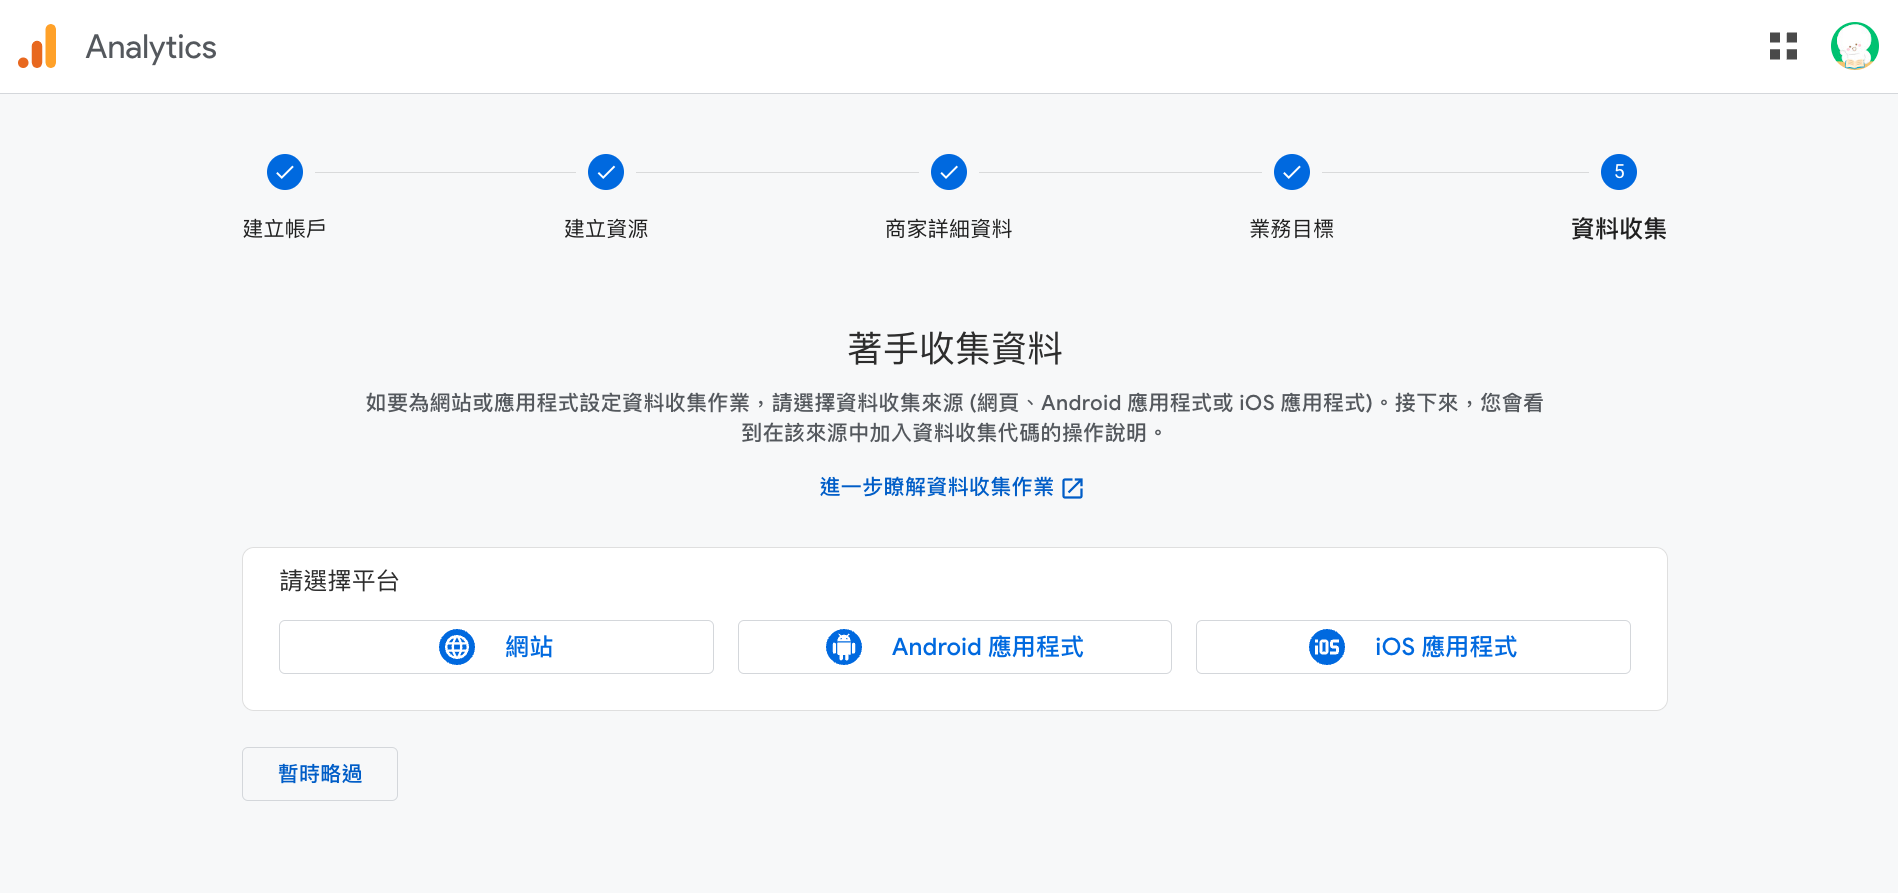 Analytics
5
建立帳戶
建立資源
商家詳細資料
業務目標
資料收集
著手收集資料
如要為網站或應用程式設定資料收集作業，請選擇資料收集來源 (網頁、Android 應用程式或 iOS 應用程式)。接下來，您會看
到在該來源中加入資料收集代碼的操作說明。
進一步瞭解資料收集作業
請選擇平台
網站
Android 應用程式
iOS iOS 應用程式
暫時略過